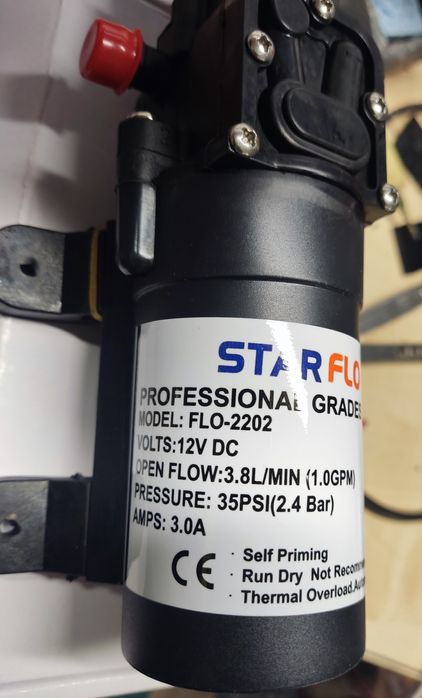 STAR FLO
PROFESSIONAL GRADES
MODEL: FLO-2202
VOLTS:12V DC
OPEN FLOW:3.8L/MIN (1.0GPM)
PRESSURE: 35PSI(2.4 Bar)
AMPS: 3.0A
CE
· Self Priming
· Run Dry Not
· Thermal Overload.